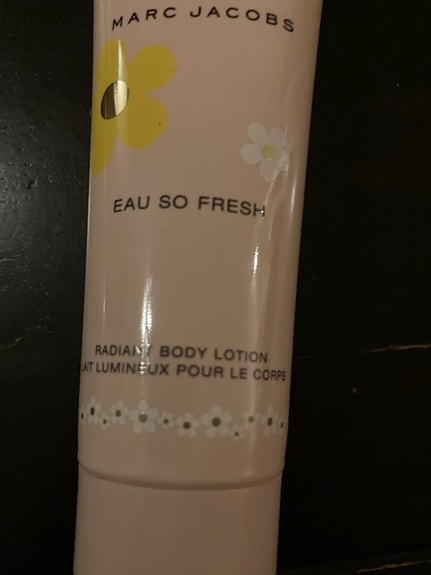 MARC JACOBS
EAU SO FRESH
RADIANT BODY LOTION
LAIT LUMINEUX POUR LE CORPS